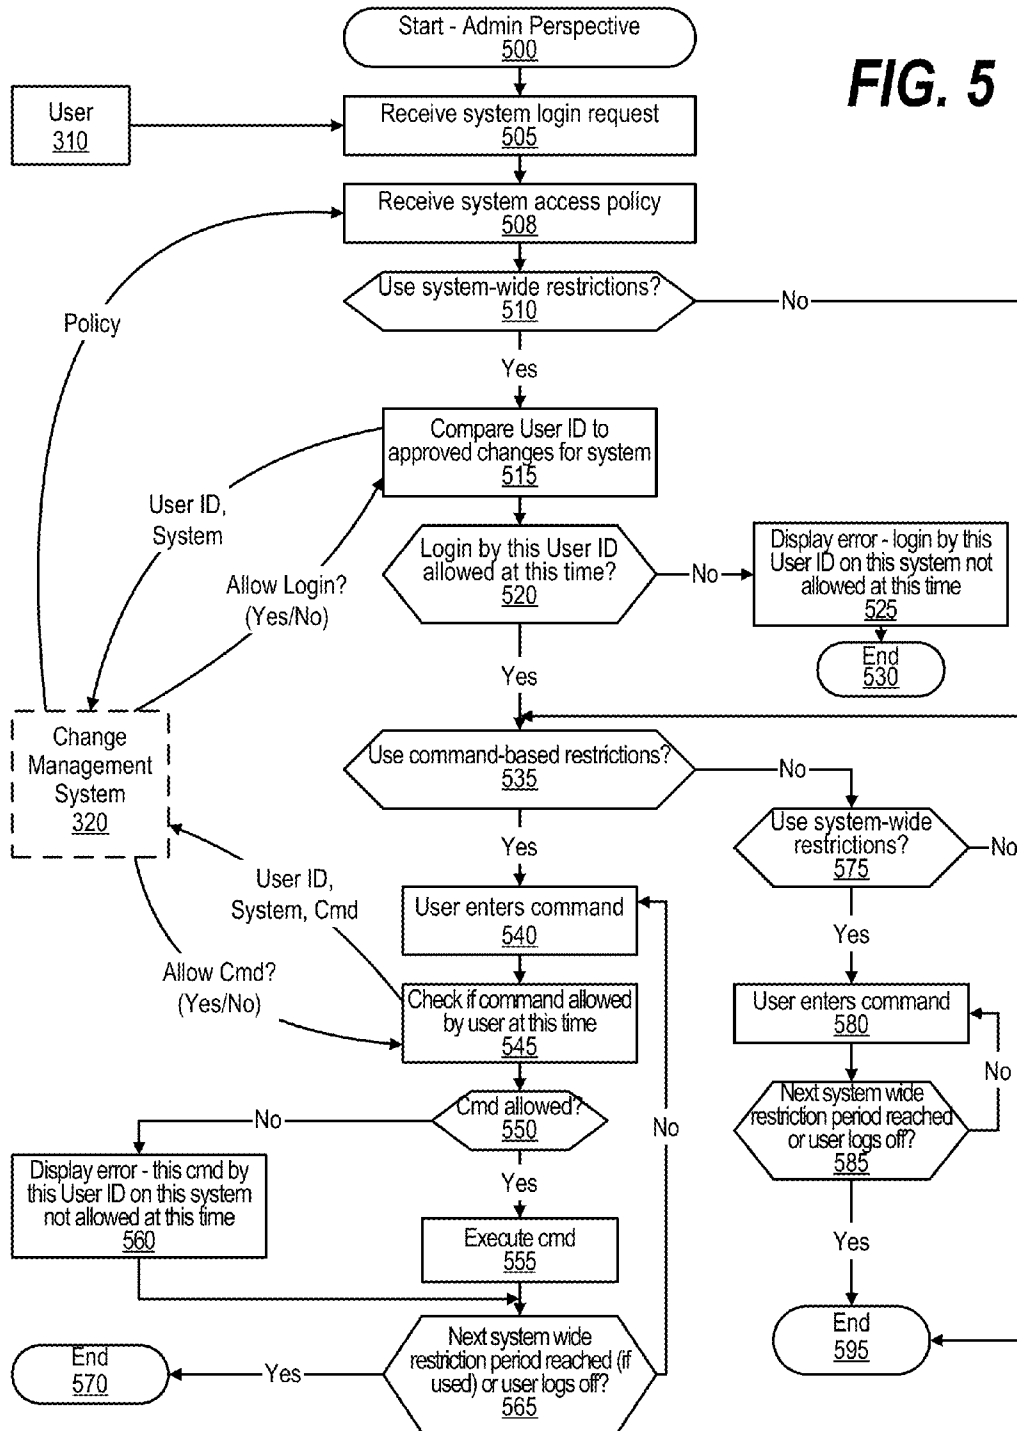 Start - Admin Perspective
500
FIG. 5
User
310
Receive system login request
505
Receive system access policy
508
Use system-wide restrictions?
510
No
Policy
Yes
Compare User ID to
approved changes for system
515
User ID,
System
Allow Login?
(Yes/No)
Login by this User ID
allowed at this time?
520
No
Display error - login by this
User ID on this system not
allowed at this time
525
End
530
Yes
Change
Management
System
320
Use command-based restrictions?
535
No
Use system-wide
restrictions?
575
No
Yes
User ID,
System, Cmd
User enters command
540
Yes
Allow Cmd?
(Yes/No)
Check if command allowed
by user at this time
545
User enters command
580
No
Cmd allowed?
550
No
No
Next system wide
restriction period reached
or user logs off?
585
Display error - this cmd by
this User ID on this system
not allowed at this time
560
Yes
Execute cmd
555
Yes
Next system wide
restriction period reached (if
used) or user logs off?
565
Yes
End
570
End
595